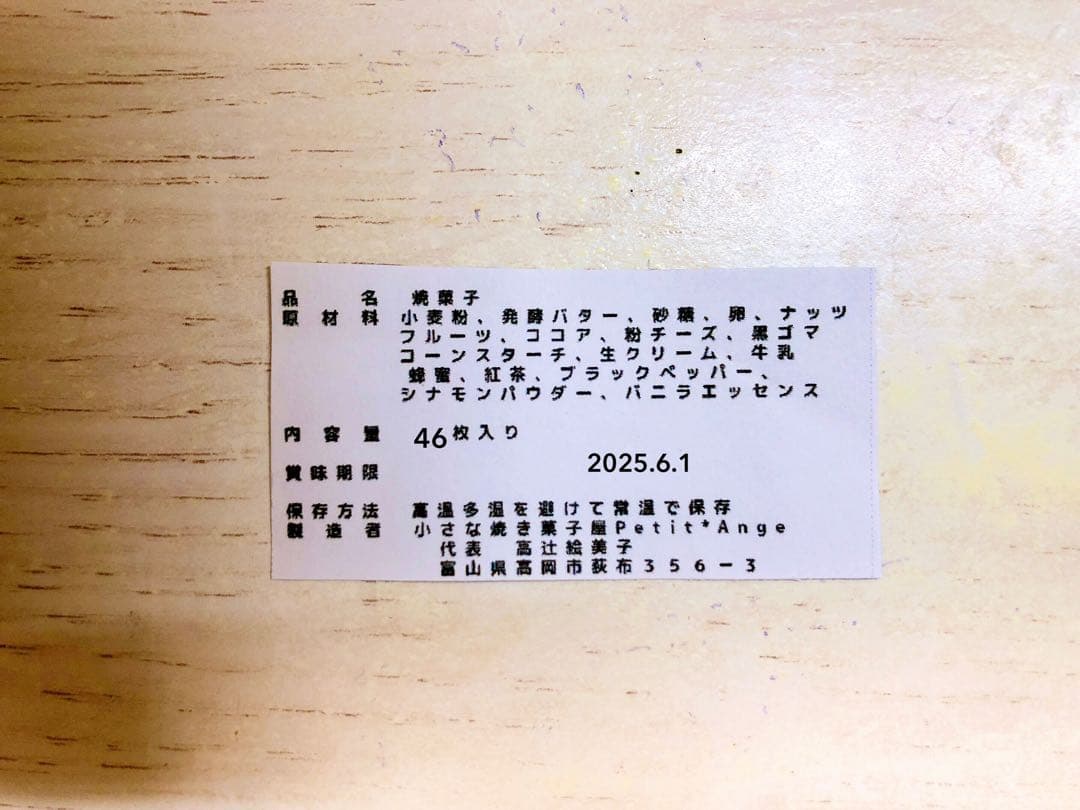 品名 焼菓子
原材料 小麦粉、発酵バター、砂糖、卵、ナッツ
フルーツ、ココア、粉チーズ、黒ゴマ
コーンスターチ、生クリーム、牛乳
蜂蜜、紅茶、ブラックペッパー、
シナモンパウダー、バニラエッセンス
内容量 46枚入り
賞味期限 2025.6.1
保存方法 高温多温を避けて常温で保存
製造者 小さな焼き菓子屋Petit*Ange
代表 高辻絵美子
富山県高岡市荻布356-3